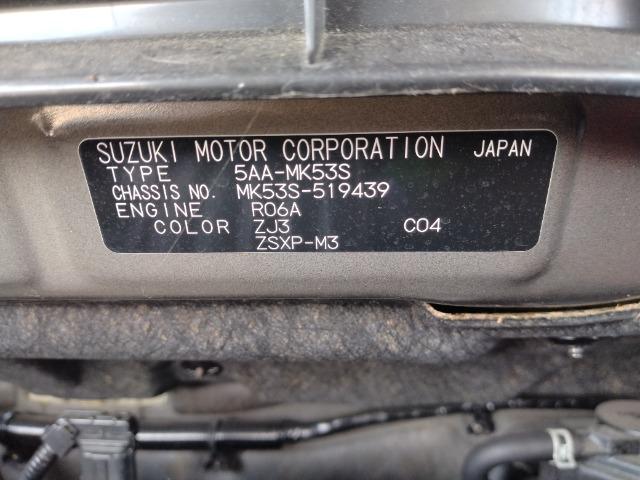 SUZUKI MOTOR CORPORATION JAPAN
TYPE 5AA-MK53S
CHASSIS NO. MK53S-519439
ENGINE R06A
COLOR ZJ3 C04
ZSXP-M3